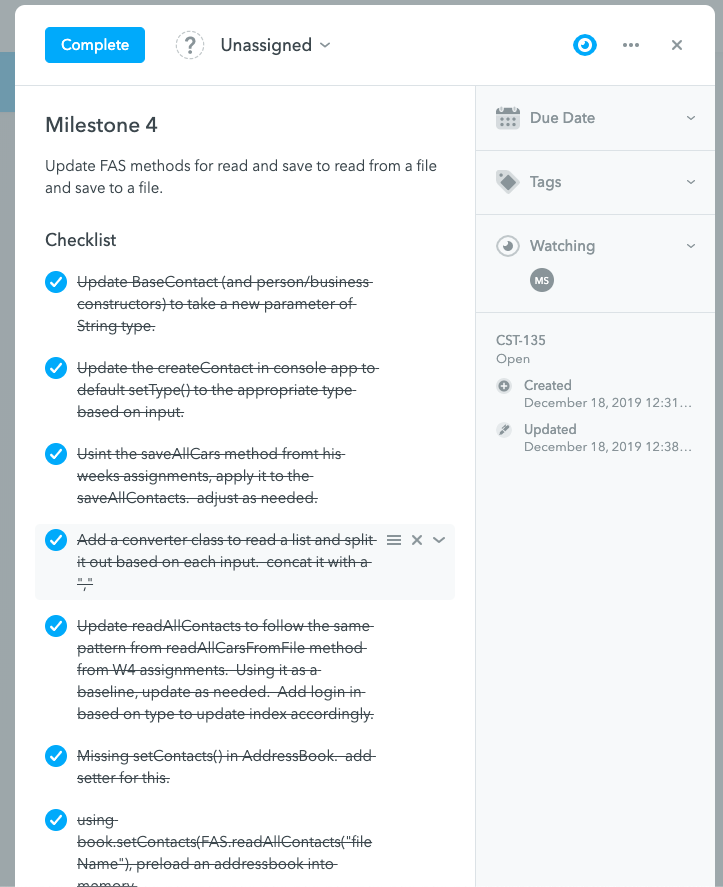 Complete
?
Unassigned
Milestone 4
Update FAS methods for read and save to read from a file
and save to a file.
Checklist
Update BaseContact (and person/business
constructors) to take a new parameter of
String type.
Update the createContact in console app to
default setType() to the appropriate type
based on input.
Usint the saveAllCars method fromt his
weeks assignments, apply it to the
saveAllContacts.  adjust as needed.
Add a converter class to read a list and split
it out based on each input.  concat it with a
","
Update readAllContacts to follow the same
pattern from readAllCarsFromFile method
from W4 assignments.  Using it as a
baseline, update as needed.  Add login in
based on type to update index accordingly.
Missing setContacts() in AddressBook.  add
setter for this.
using
book.setContacts(FAS.readAllContacts("file
Name"), preload an addressbook into
memory.
Due Date
Tags
Watching
MS
CST-135
Open
Created
December 18, 2019 12:31...
Updated
December 18, 2019 12:38...